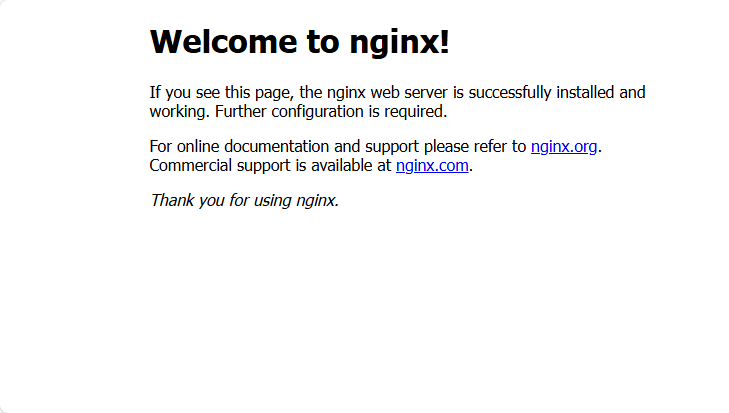 Welcome to nginx!
If you see this page, the nginx web server is successfully installed and
working. Further configuration is required.
For online documentation and support please refer to nginx.org.
Commercial support is available at nginx.com.
Thank you for using nginx.